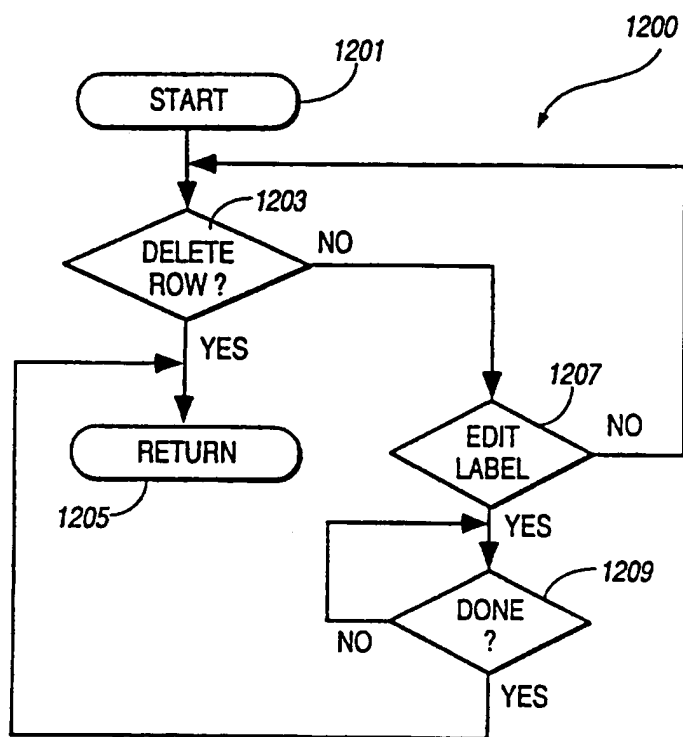 1200
1201
START
1203
DELETE
ROW ?
NO
YES
1207
EDIT
LABEL
NO
RETURN
1205
YES
1209
DONE
?
NO
YES